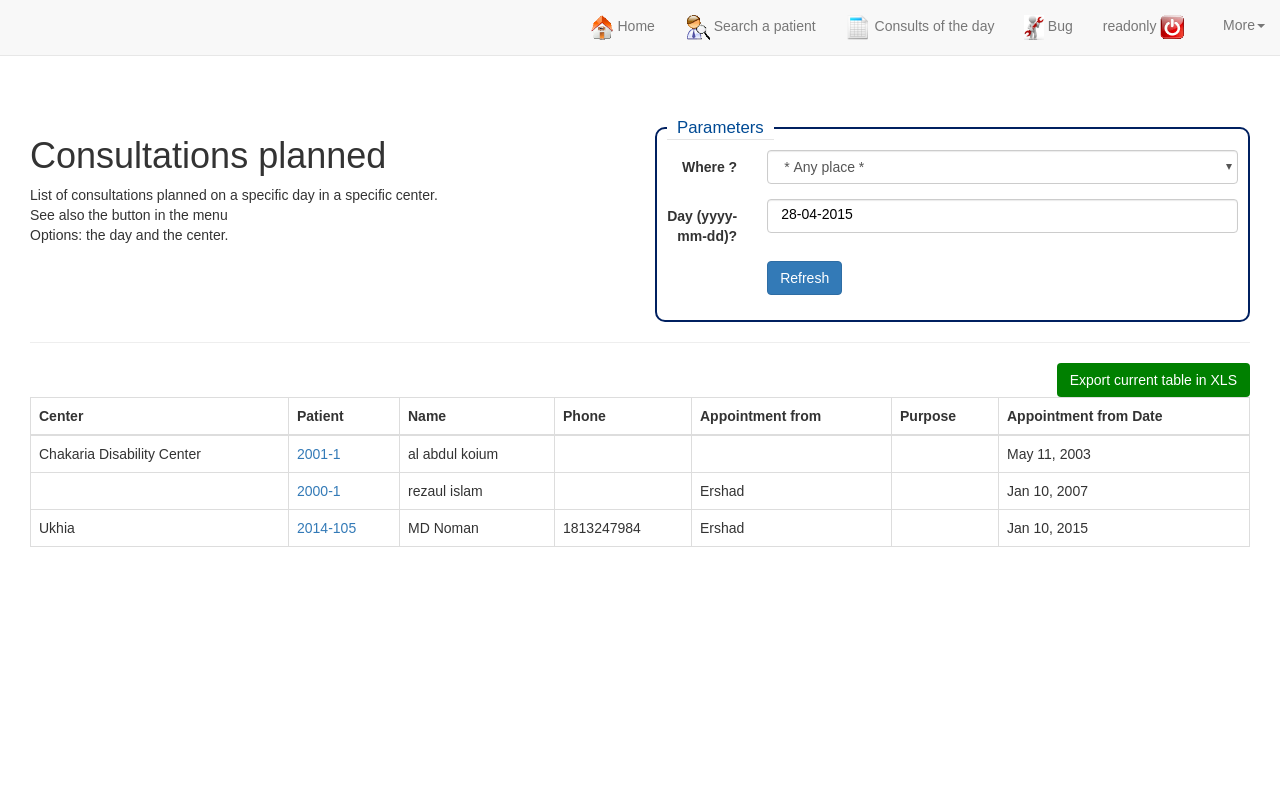 Home Search a patient Consults of the day Bug readonly More
Consultations planned
List of consultations planned on a specific day in a specific center.
See also the button in the menu
Options: the day and the center.
Parameters
Where ? * Any place *
Day (yyyy-mm-dd)? 28-04-2015
Refresh
Export current table in XLS
Center Patient Name Phone Appointment from Purpose Appointment from Date
Chakaria Disability Center 2001-1 al abdul koium May 11, 2003
2000-1 rezaul islam Ershad Jan 10, 2007
Ukhia 2014-105 MD Noman 1813247984 Ershad Jan 10, 2015